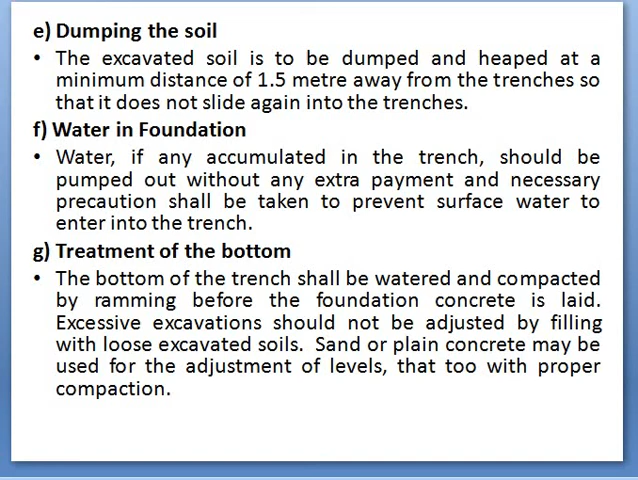 e) Dumping the soil
• The excavated soil is to be dumped and heaped at a
minimum distance of 1.5 metre away from the trenches so
that it does not slide again into the trenches.
f) Water in Foundation
• Water, if any accumulated in the trench, should be
pumped out without any extra payment and necessary
precaution shall be taken to prevent surface water to
enter into the trench.
g) Treatment of the bottom
• The bottom of the trench shall be watered and compacted
by ramming before the foundation concrete is laid.
Excessive excavations should not be adjusted by filling
with loose excavated soils. Sand or plain concrete may be
used for the adjustment of levels, that too with proper
compaction.